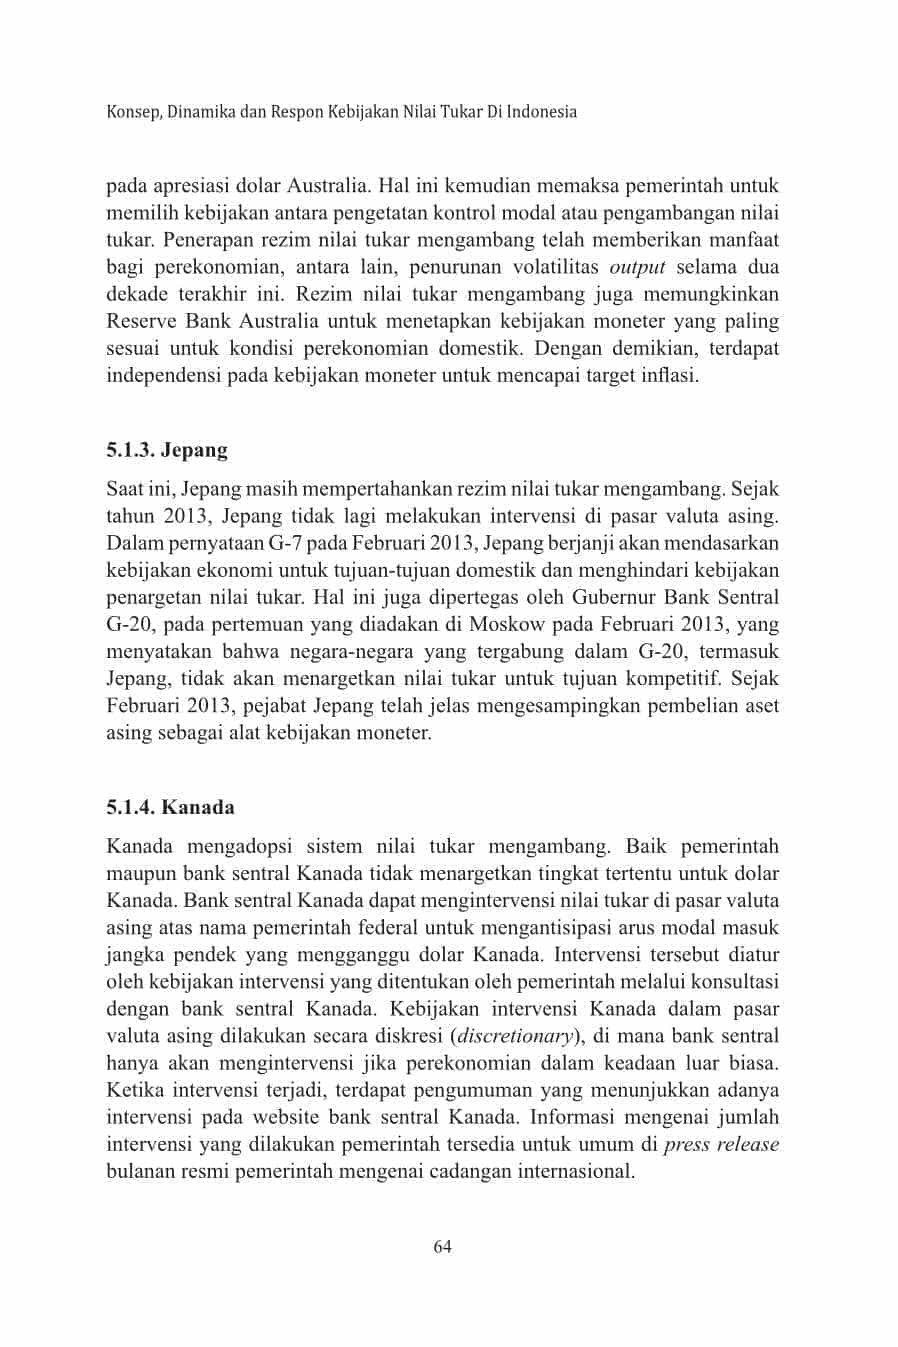 Konsep, Dinamika dan Respon Kebijakan Nilai Tukar Di Indonesia
pada apresiasi dolar Australia. Hal ini kemudian memaksa pemerintah untuk
memilih kebijakan antara pengetatan kontrol modal atau pengambangan nilai
tukar. Penerapan rezim nilai tukar mengambang telah memberikan manfaat
bagi perekonomian, antara lain, penurunan volatilitas output selama dua
dekade terakhir ini. Rezim nilai tukar mengambang juga memungkinkan
Reserve Bank Australia untuk menetapkan kebijakan moneter yang paling
sesuai untuk kondisi perekonomian domestik. Dengan demikian, terdapat
independensi pada kebijakan moneter untuk mencapai target inflasi.
5.1.3. Jepang
Saat ini, Jepang masih mempertahankan rezim nilai tukar mengambang. Sejak
tahun 2013, Jepang tidak lagi melakukan intervensi di pasar valuta asing.
Dalam pernyataan G-7 pada Februari 2013, Jepang berjanji akan mendasarkan
kebijakan ekonomi untuk tujuan-tujuan domestik dan menghindari kebijakan
penargetan nilai tukar. Hal ini juga dipertegas oleh Gubernur Bank Sentral
G-20, pada pertemuan yang diadakan di Moskow pada Februari 2013, yang
menyatakan bahwa negara-negara yang tergabung dalam G-20, termasuk
Jepang, tidak akan menargetkan nilai tukar untuk tujuan kompetitif. Sejak
Februari 2013, pejabat Jepang telah jelas mengesampingkan pembelian aset
asing sebagai alat kebijakan moneter.
5.1.4. Kanada
Kanada mengadopsi sistem nilai tukar mengambang. Baik pemerintah
maupun bank sentral Kanada tidak menargetkan tingkat tertentu untuk dolar
Kanada. Bank sentral Kanada dapat mengintervensi nilai tukar di pasar valuta
asing atas nama pemerintah federal untuk mengantisipasi arus modal masuk
jangka pendek yang mengganggu dolar Kanada. Intervensi tersebut diatur
oleh kebijakan intervensi yang ditentukan oleh pemerintah melalui konsultasi
dengan bank sentral Kanada. Kebijakan intervensi Kanada dalam pasar
valuta asing dilakukan secara diskresi (discretionary), di mana bank sentral
hanya akan mengintervensi jika perekonomian dalam keadaan luar biasa.
Ketika intervensi terjadi, terdapat pengumuman yang menunjukkan adanya
intervensi pada website bank sentral Kanada. Informasi mengenai jumlah
intervensi yang dilakukan pemerintah tersedia untuk umum di press release
bulanan resmi pemerintah mengenai cadangan internasional.
64